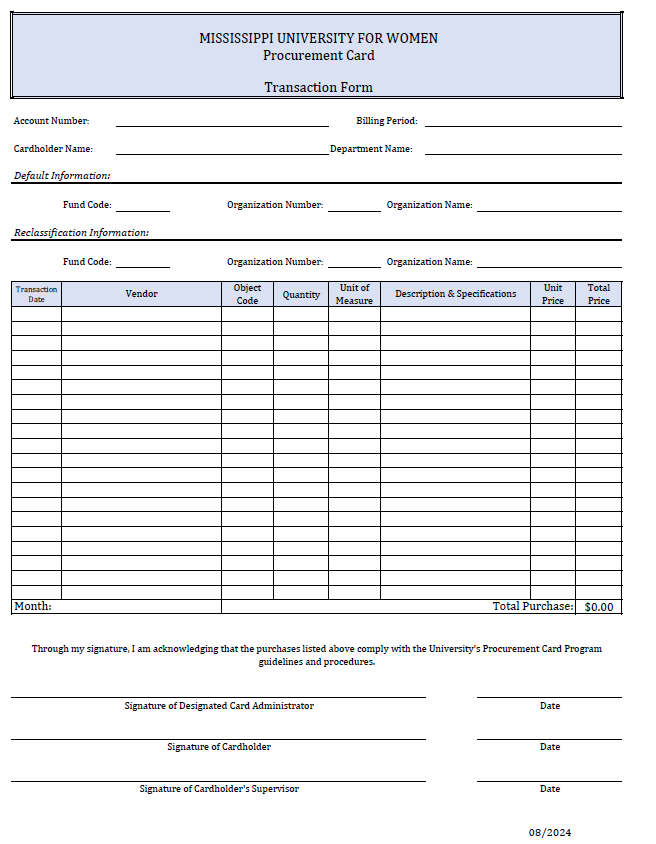 MISSISSIPPI UNIVERSITY FOR WOMEN
Procurement Card
Transaction Form
Account Number: Billing Period:
Cardholder Name: Department Name:
Default Information:
Fund Code: Organization Number: Organization Name:
Reclassification Information:
Fund Code: Organization Number: Organization Name:
Transaction Date Vendor Object Code Quantity Unit of Measure Description & Specifications Unit Price Total Price
Month: Total Purchase: $0.00
Through my signature, I am acknowledging that the purchases listed above comply with the University's Procurement Card Program
guidelines and procedures.
Signature of Designated Card Administrator Date
Signature of Cardholder Date
Signature of Cardholder's Supervisor Date
08/2024